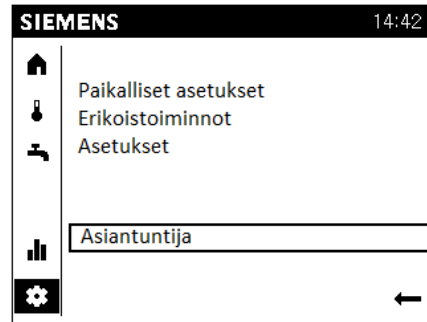 SIEMENS 14:42
Paikalliset asetukset
Erikoistoiminnot
Asetukset
Asiantuntija